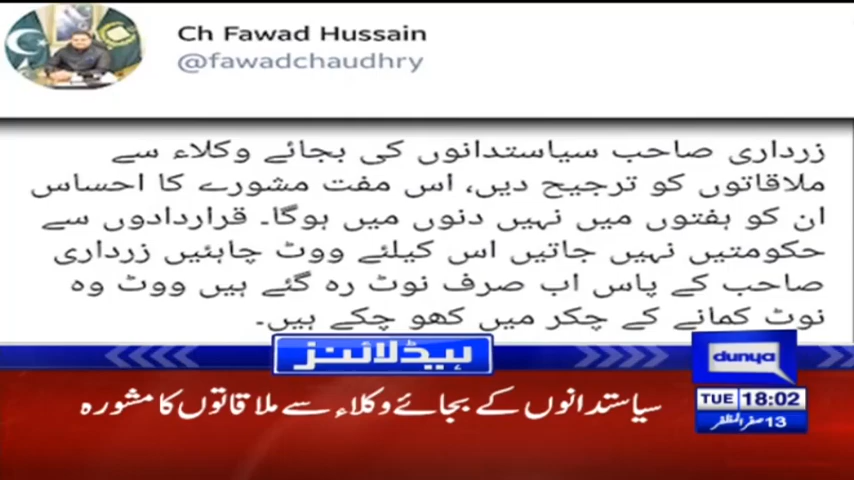 Ch Fawad Hussain
@fawadchaudhry
زرداری صاحب سیاستدانوں کی بجائے وکلاء سے
ملاقاتوں کو ترجیح دیں، اس مفت مشورے کا احساس
ان کو ہفتوں میں نہیں دنوں میں ہوگا۔ قراردادوں سے
حکومتیں نہیں جاتیں اس کیلئے ووٹ چاہئیں زرداری
صاحب کے پاس اب صرف نوٹ رہ گئے ہیں ووٹ وہ
نوٹ کمانے کے چکر میں کھو چکے ہیں۔
ہیڈلائنز
dunya
سیاستدانوں کے بجائے وکلاء سے ملاقاتوں کا مشورہ
TUE 18:02
13 صفر المظفر